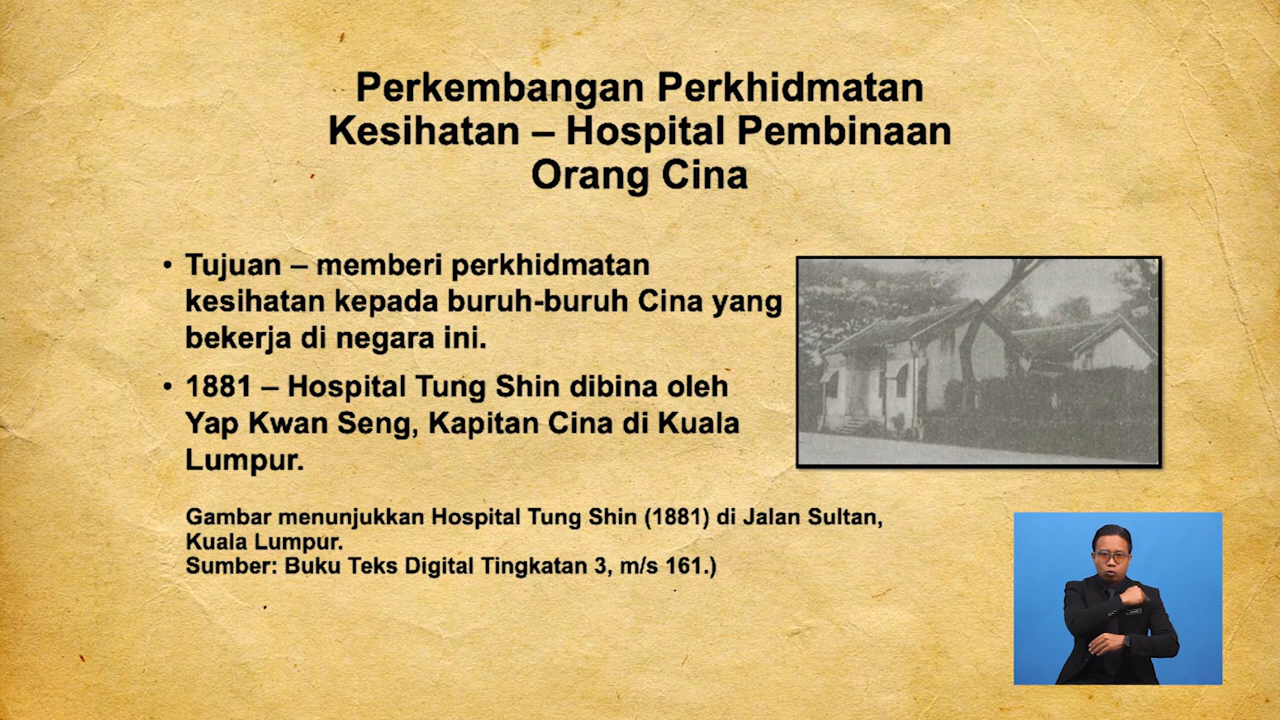 Perkembangan Perkhidmatan
Kesihatan – Hospital Pembinaan
Orang Cina
• Tujuan – memberi perkhidmatan
kesihatan kepada buruh-buruh Cina yang
bekerja di negara ini.
• 1881 – Hospital Tung Shin dibina oleh
Yap Kwan Seng, Kapitan Cina di Kuala
Lumpur.
Gambar menunjukkan Hospital Tung Shin (1881) di Jalan Sultan,
Kuala Lumpur.
Sumber: Buku Teks Digital Tingkatan 3, m/s 161.)